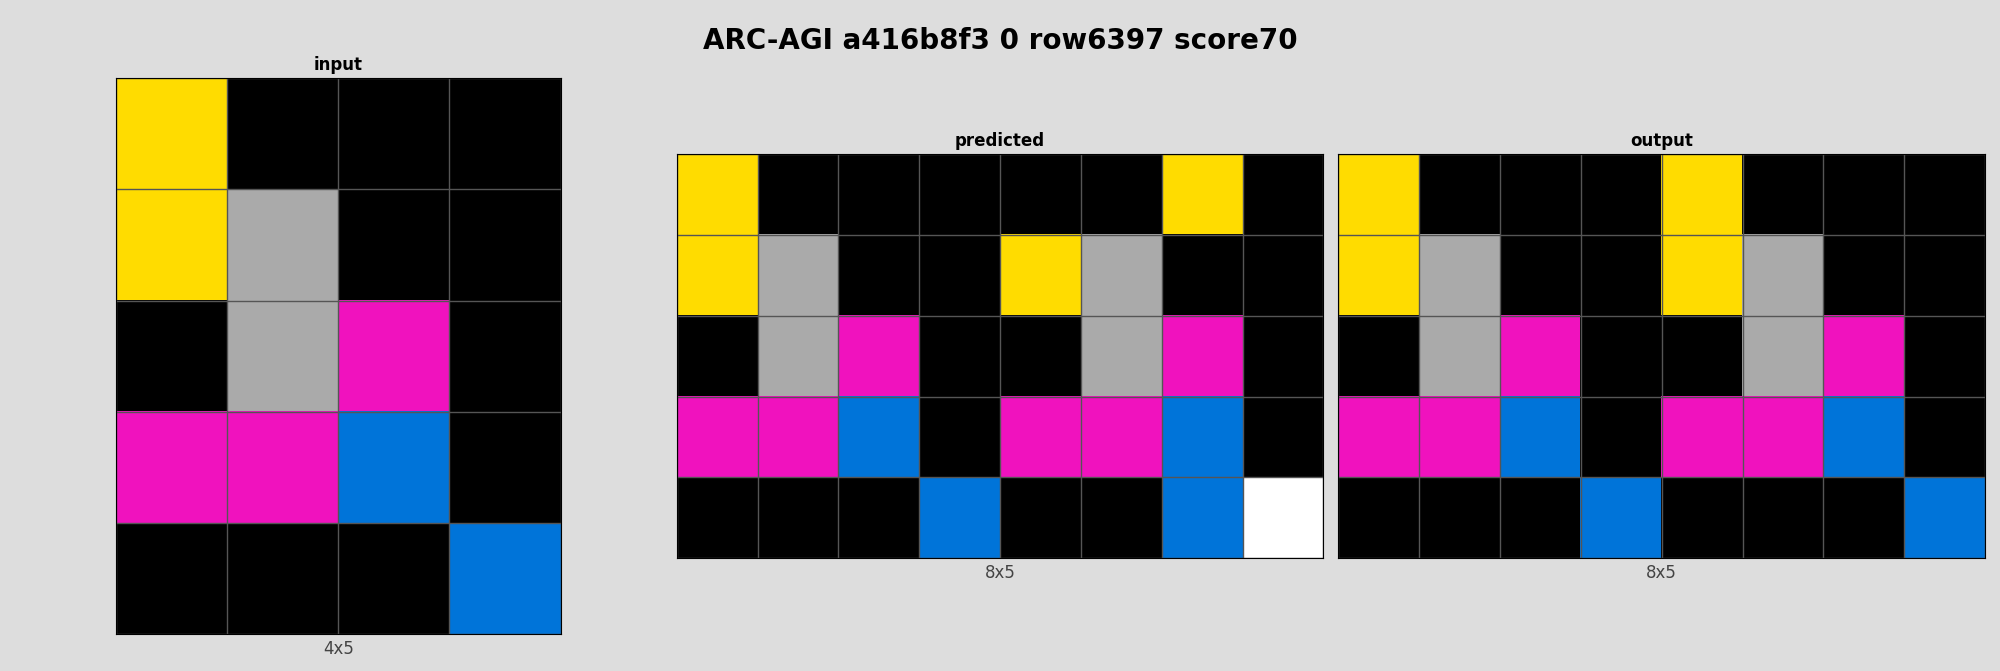 ARC-AGI a416b8f3 0 row6397 score70
input
predicted
output
4x5
8x5
8x5